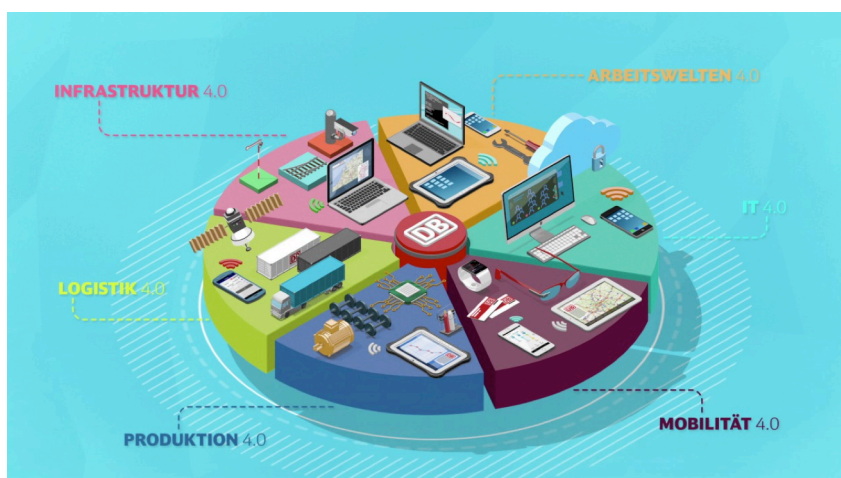 ARBEITSWELTEN 4.0
INFRASTRUKTUR 4.0
IT 4.0
DB
LOGISTIK 4.0
MOBILITÄT 4.0
PRODUKTION 4.0